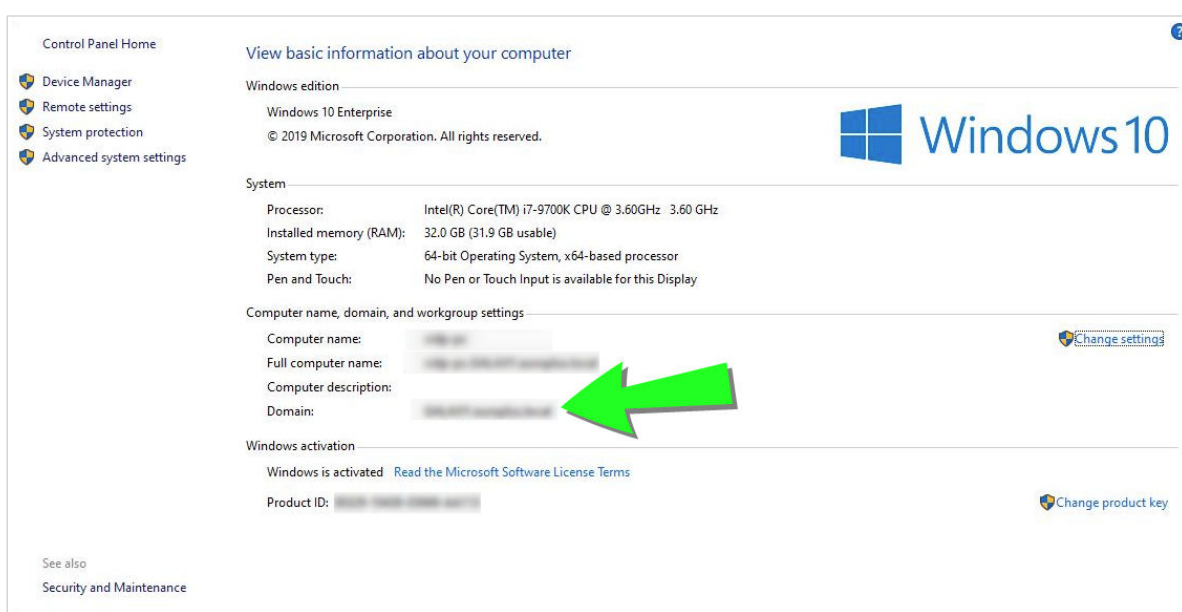 Control Panel Home
Device Manager
Remote settings
System protection
Advanced system settings
View basic information about your computer
Windows edition
Windows 10 Enterprise
© 2019 Microsoft Corporation. All rights reserved.
Windows 10
System
Processor: Intel(R) Core(TM) i7-9700K CPU @ 3.60GHz 3.60 GHz
Installed memory (RAM): 32.0 GB (31.9 GB usable)
System type: 64-bit Operating System, x64-based processor
Pen and Touch: No Pen or Touch Input is available for this Display
Computer name, domain, and workgroup settings
Computer name:
Change settings
Full computer name:
Computer description:
Domain:
Windows activation
Windows is activated Read the Microsoft Software License Terms
Product ID:
Change product key
See also
Security and Maintenance